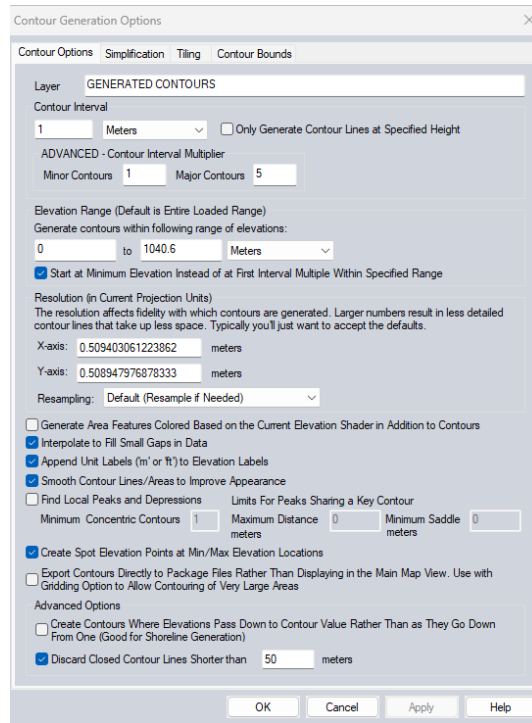 Contour Generation Options
Contour Options Simplification Tiling Contour Bounds
Layer GENERATED CONTOURS
Contour Interval
1 Meters Only Generate Contour Lines at Specified Height
ADVANCED - Contour Interval Multiplier
Minor Contours 1 Major Contours 5
Elevation Range (Default is Entire Loaded Range)
Generate contours within following range of elevations:
0 to 1040.6 Meters
Start at Minimum Elevation Instead of at First Interval Multiple Within Specified Range
Resolution (in Current Projection Units)
The resolution affects fidelity with which contours are generated. Larger numbers result in less detailed
contour lines that take up less space. Typically you'll just want to accept the defaults.
X-axis: 0.509403061223862 meters
Y-axis: 0.508947976878333 meters
Resampling: Default (Resample if Needed)
Generate Area Features Colored Based on the Current Elevation Shader in Addition to Contours
Interpolate to Fill Small Gaps in Data
Append Unit Labels ('m' or 'ft') to Elevation Labels
Smooth Contour Lines/Areas to Improve Appearance
Find Local Peaks and Depressions Limits For Peaks Sharing a Key Contour
Minimum Concentric Contours 1 Maximum Distance 0 Minimum Saddle 0
meters meters
Create Spot Elevation Points at Min/Max Elevation Locations
Export Contours Directly to Package Files Rather Than Displaying in the Main Map View. Use with
Gridding Option to Allow Contouring of Very Large Areas
Advanced Options
Create Contours Where Elevations Pass Down to Contour Value Rather Than as They Go Down
From One (Good for Shoreline Generation)
Discard Closed Contour Lines Shorter than 50 meters
OK Cancel Apply Help